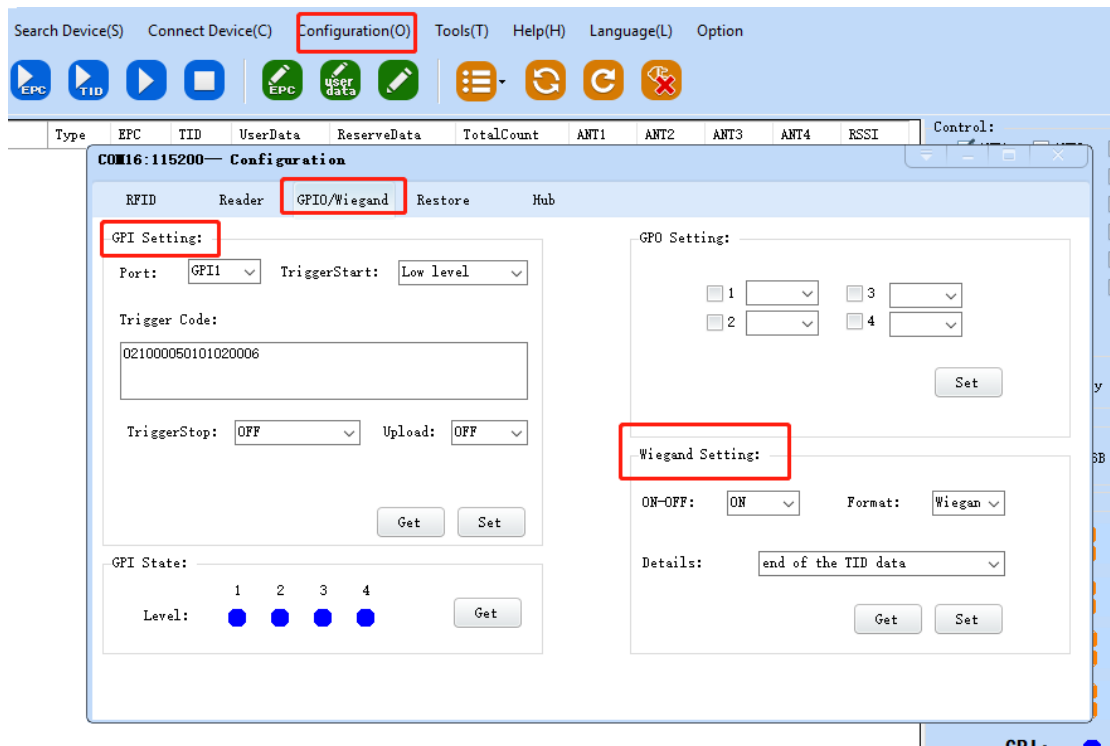 Search Device(S) Connect Device(C) Configuration(O) Tools(T) Help(H) Language(L) Option
EPC TID EPC user data
Type EPC TID UserData ReserveData TotalCount ANT1 ANT2 ANT3 ANT4 RSSI
Control:
COM16:115200— Configuration
RFID Reader GPIO/Wiegand Restore Hub
GPI Setting:
Port: GPI1 TriggerStart: Low level
Trigger Code:
021000050101020006
TriggerStop: OFF Upload: OFF
Get Set
GPI State:
1 2 3 4
Level: Get
GPO Setting:
1 3
2 4
Set
Wiegand Setting:
ON-OFF: ON Format: Wiegan
Details: end of the TID data
Get Set